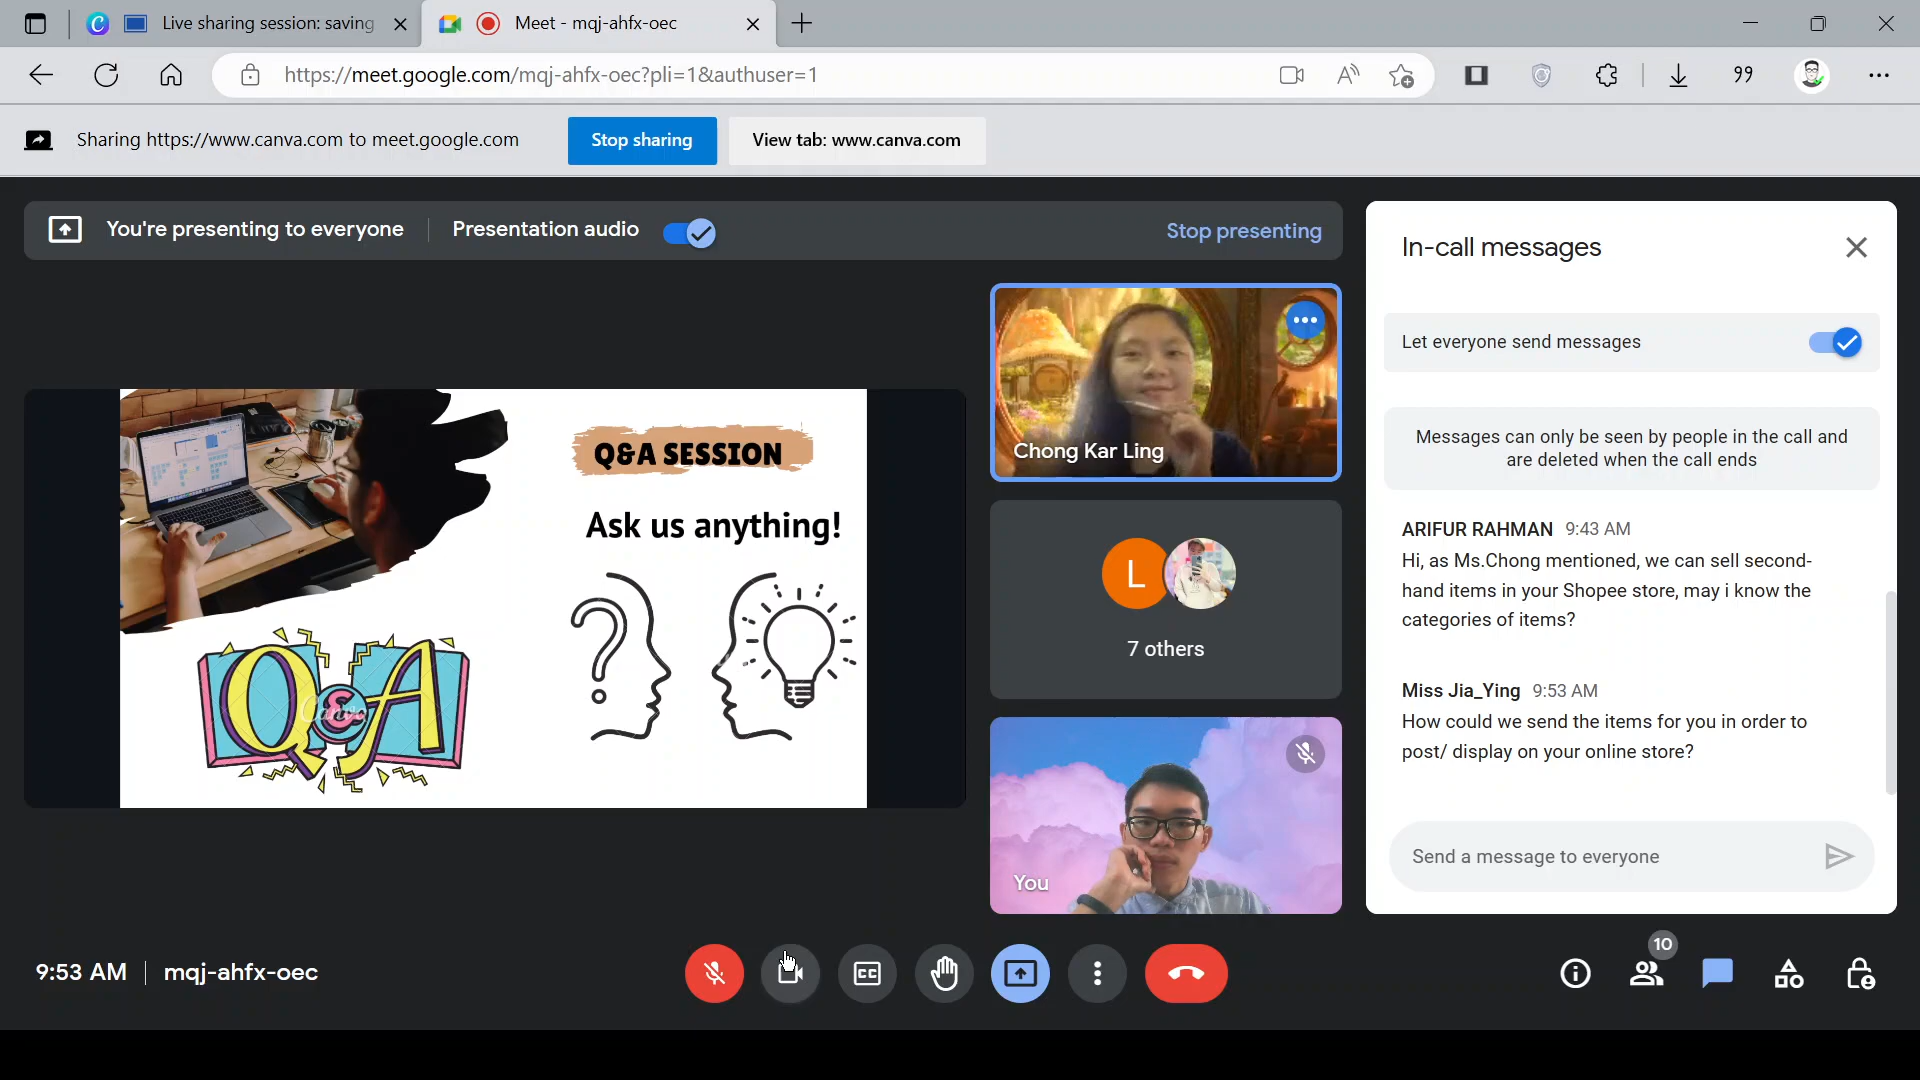 Live sharing session: saving
Meet - mqj-ahfx-oec
https://meet.google.com/mqj-ahfx-oec?pli=1&authuser=1
Sharing https://www.canva.com to meet.google.com
Stop sharing
View tab: www.canva.com
You're presenting to everyone
Presentation audio
Stop presenting
Q&A SESSION
Ask us anything!
Q&A
Canva
Chong Kar Ling
L
7 others
You
In-call messages
Let everyone send messages
Messages can only be seen by people in the call and
are deleted when the call ends
ARIFUR RAHMAN 9:43 AM
Hi, as Ms.Chong mentioned, we can sell second-
hand items in your Shopee store, may i know the
categories of items?
Miss Jia_Ying 9:53 AM
How could we send the items for you in order to
post/ display on your online store?
Send a message to everyone
9:53 AM
mqj-ahfx-oec
CC
10